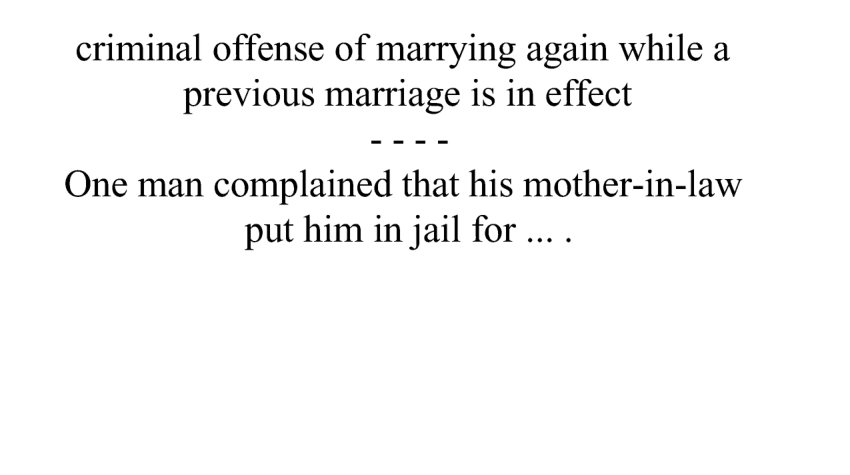 criminal offense of marrying again while a
previous marriage is in effect
- - - -
One man complained that his mother-in-law
put him in jail for ... .